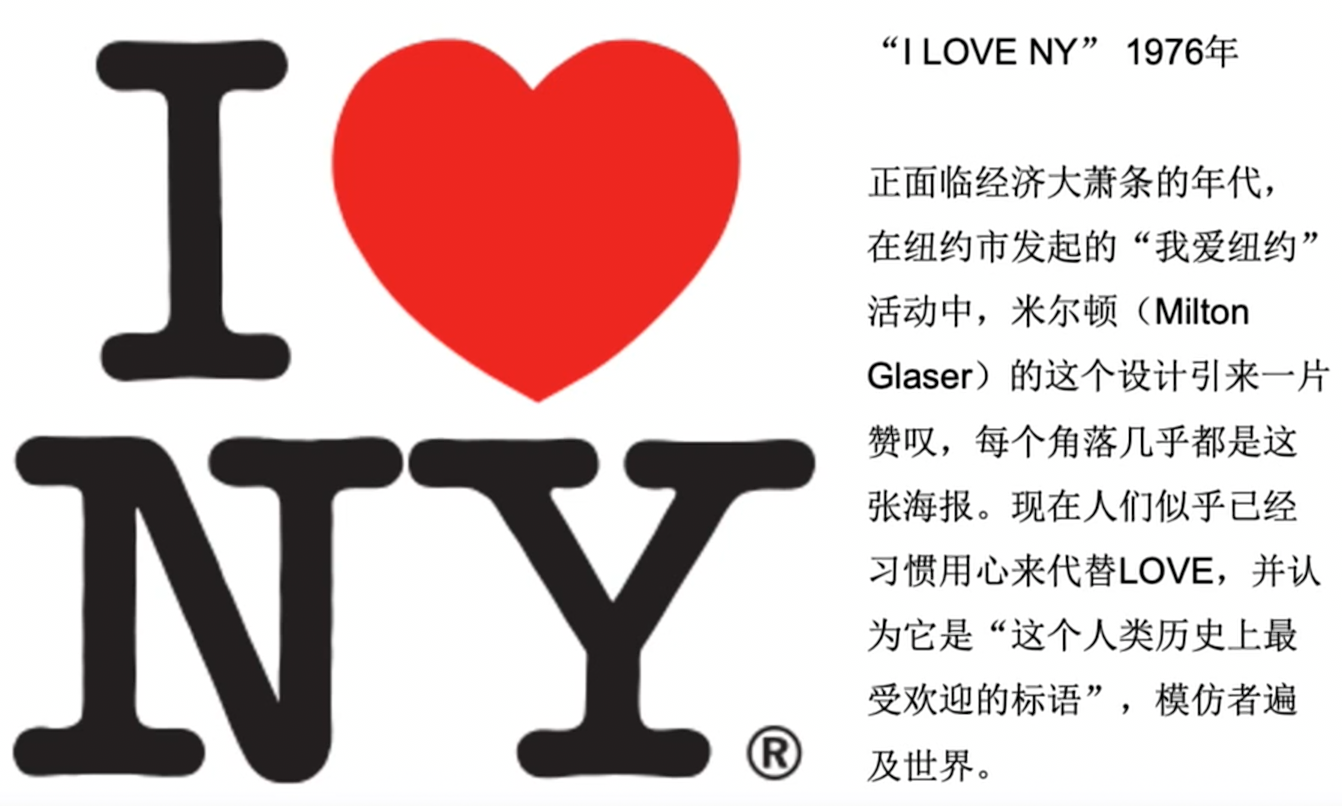 I
NY®
“I LOVE NY” 1976年
正面临经济大萧条的年代，
在纽约市发起的“我爱纽约”
活动中，米尔顿（Milton
Glaser）的这个设计引来一片
赞叹，每个角落几乎都是这
张海报。现在人们似乎已经
习惯用心来代替LOVE，并认
为它是“这个人类历史上最
受欢迎的标语”，模仿者遍
及世界。